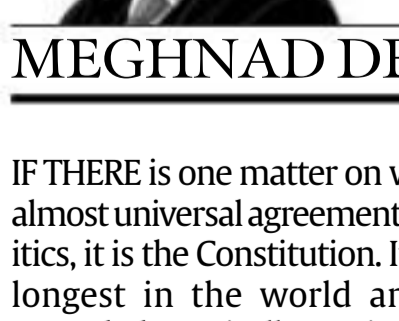 MEGHNAD
IF THERE is one matter on
almost universal agreement
itics, it is the Constitution.
longest in the world